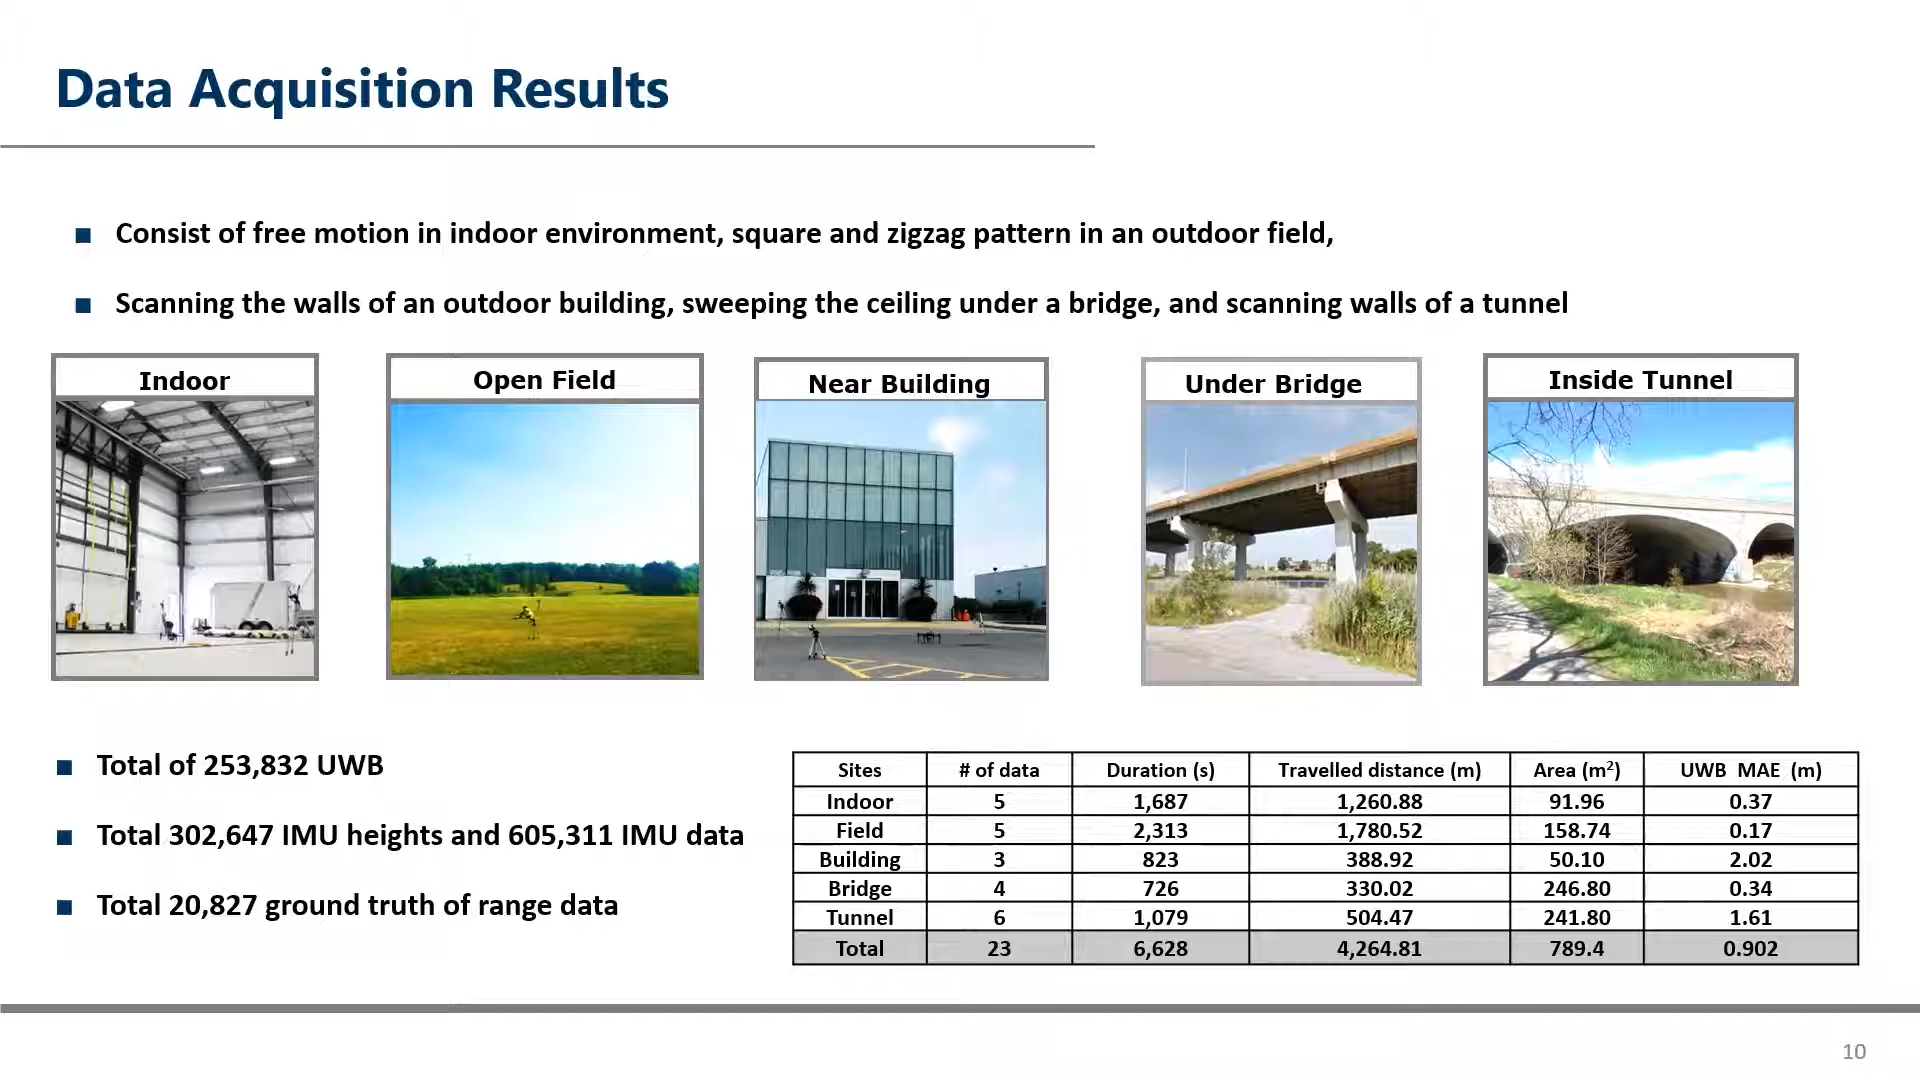 Data Acquisition Results
■ Consist of free motion in indoor environment, square and zigzag pattern in an outdoor field,
■ Scanning the walls of an outdoor building, sweeping the ceiling under a bridge, and scanning walls of a tunnel
Indoor
Open Field
Near Building
Under Bridge
Inside Tunnel
■ Total of 253,832 UWB
■ Total 302,647 IMU heights and 605,311 IMU data
■ Total 20,827 ground truth of range data
Sites # of data Duration (s) Travelled distance (m) Area (m²) UWB MAE (m)
Indoor 5 1,687 1,260.88 91.96 0.37
Field 5 2,313 1,780.52 158.74 0.17
Building 3 823 388.92 50.10 2.02
Bridge 4 726 330.02 246.80 0.34
Tunnel 6 1,079 504.47 241.80 1.61
Total 23 6,628 4,264.81 789.4 0.902
10